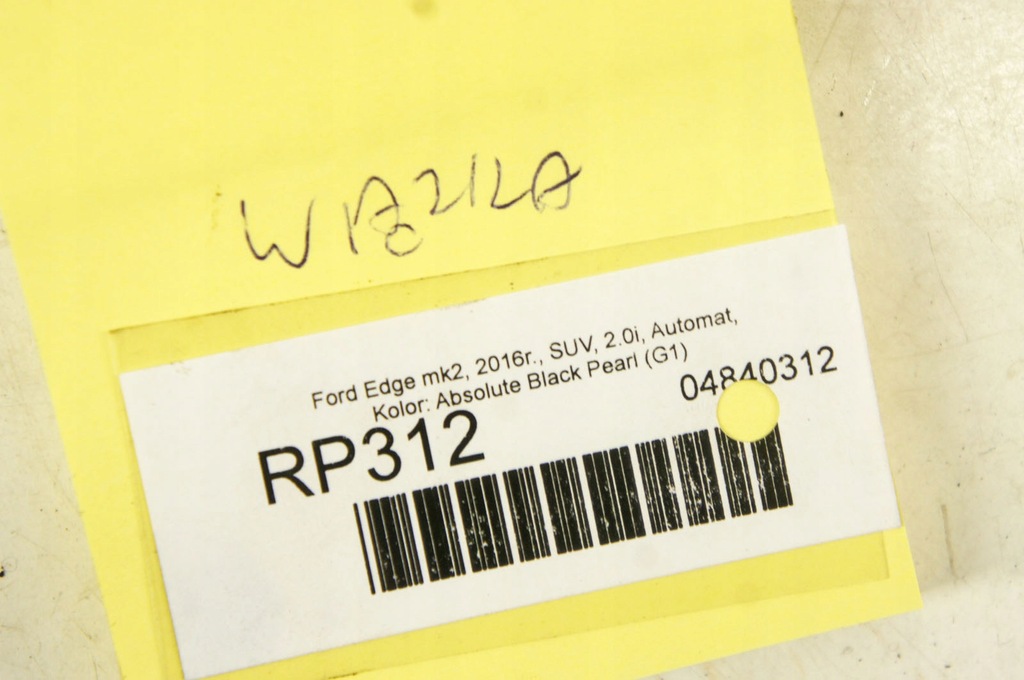 Ford Edge mk2, 2016r., SUV, 2.0i, Automat,
Kolor: Absolute Black Pearl (G1)
04840312
RP312